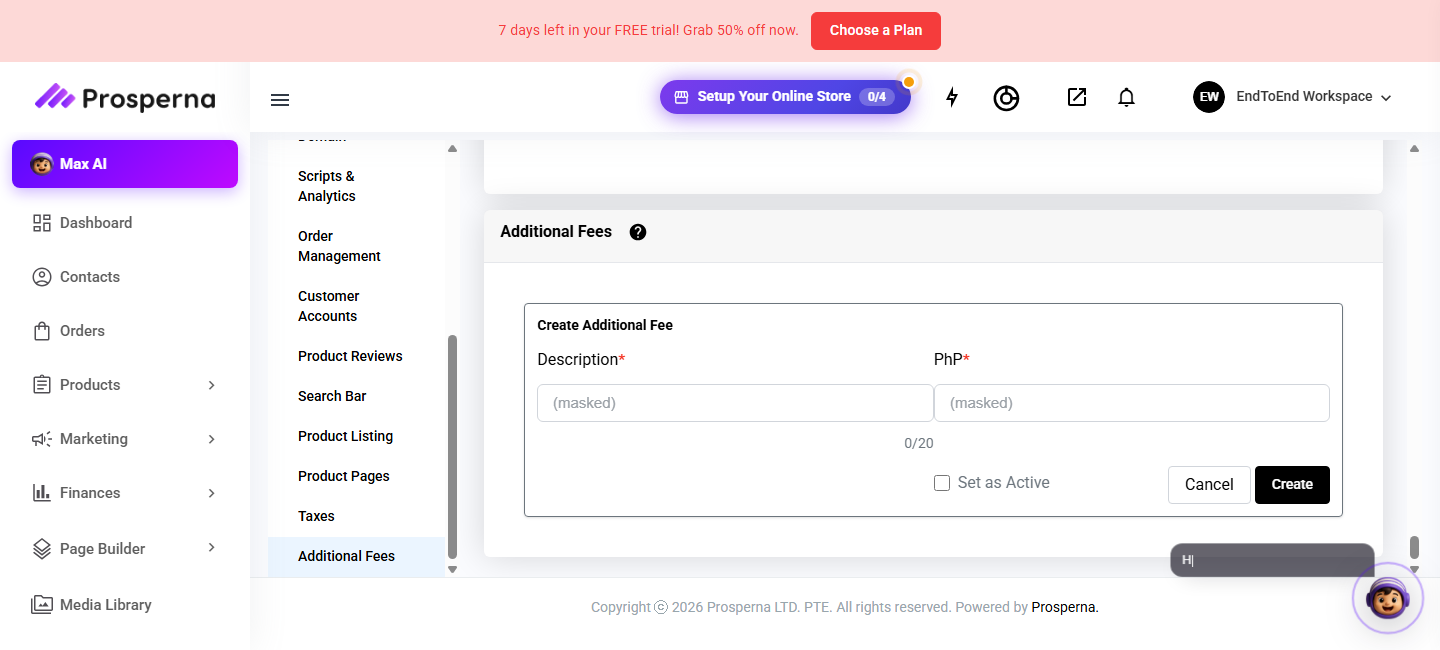 7 days left in your FREE trial! Grab 50% off now.
Choose a Plan
Prosperna
Setup Your Online Store 0/4
EW EndToEnd Workspace
Max AI
Dashboard
Contacts
Orders
Products
Marketing
Finances
Page Builder
Media Library
Domain
Scripts &
Analytics
Order
Management
Customer
Accounts
Product Reviews
Search Bar
Product Listing
Product Pages
Taxes
Additional Fees
Additional Fees ?
Create Additional Fee
Description* PhP*
(masked) (masked)
0/20
Set as Active
Cancel Create
H|
Copyright © 2026 Prosperna LTD. PTE. All rights reserved. Powered by Prosperna.